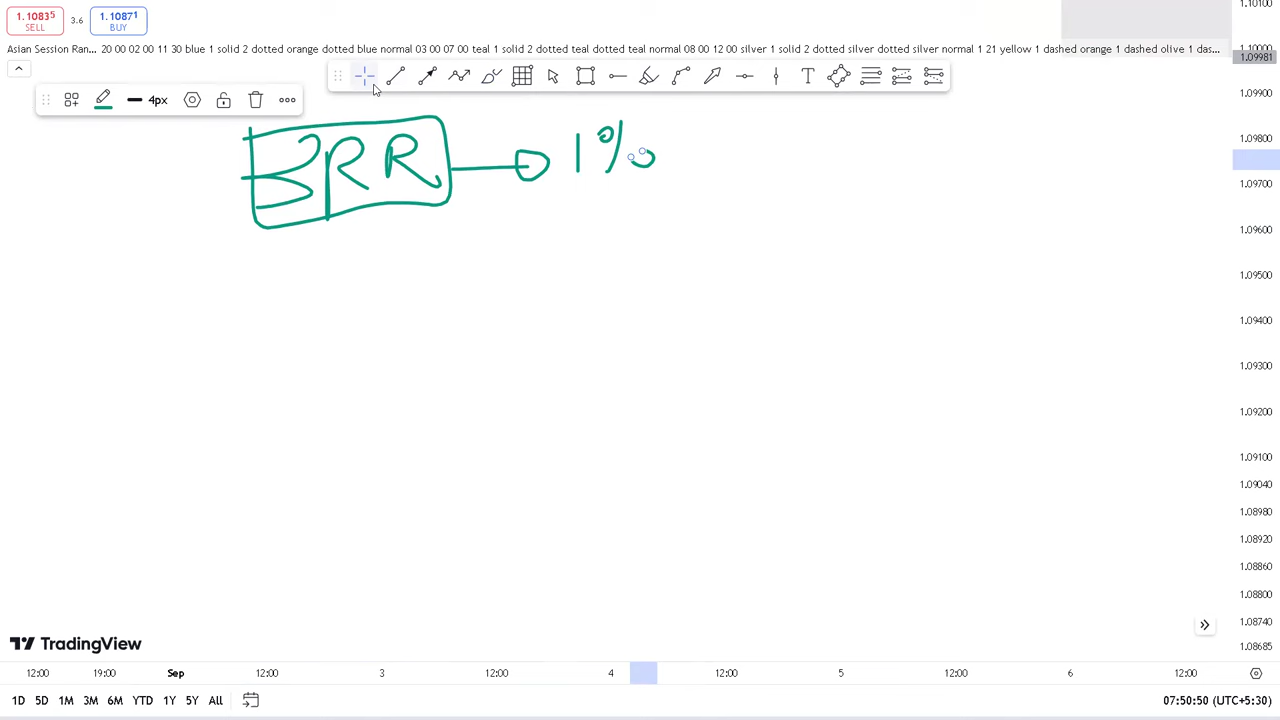 1.10835
SELL
3.6
1.10871
BUY
1.10100
Asian Session Ran... 20 00 02 00 11 30 blue 1 solid 2 dotted orange dotted blue normal 03 00 07 00 teal 1 solid 2 dotted teal dotted teal normal 08 00 12 00 silver 1 solid 2 dotted silver dotted silver normal 1 21 yellow 1 dashed orange 1 dashed olive 1 das...
1.10000
1.09981
4px
1.09900
RR 1%
1.09800
1.09700
1.09600
1.09500
1.09400
1.09300
1.09200
1.09100
1.09040
1.08980
1.08920
1.08860
1.08800
1.08740
1.08685
TradingView
12:00 19:00 Sep 12:00 3 12:00 4 12:00 5 12:00 6 12:00
1D 5D 1M 3M 6M YTD 1Y 5Y All 07:50:50 (UTC+5:30)